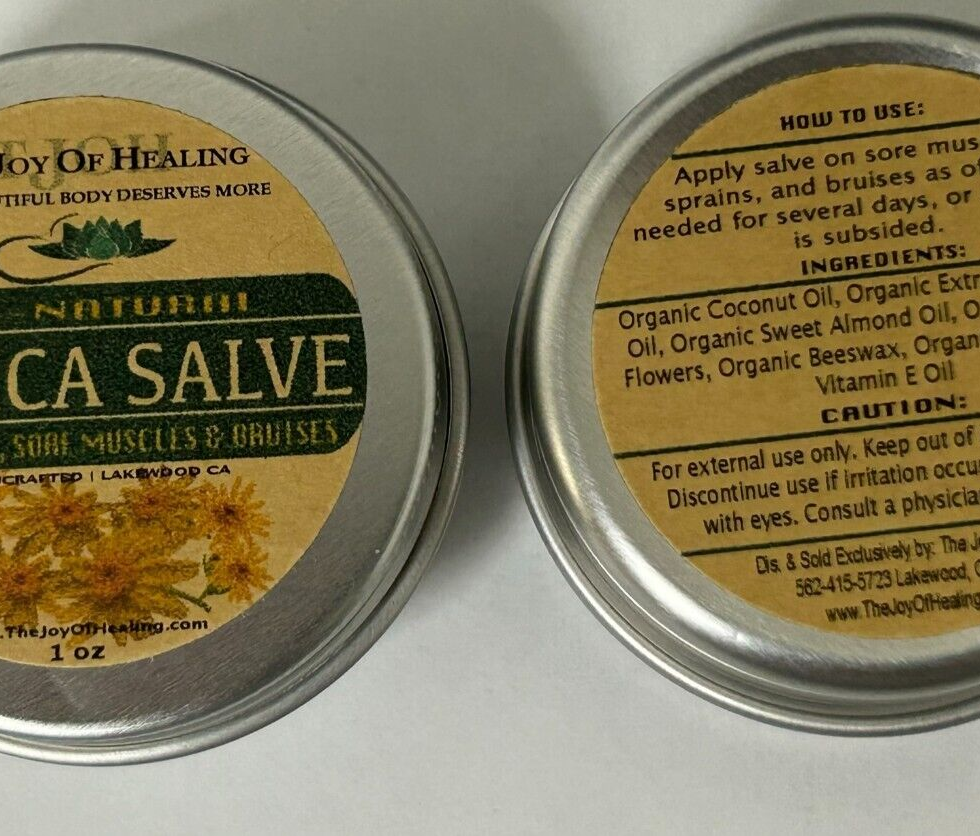 JOY OF HEALING
UTIFUL BODY DESERVES MORE
NATURAL
CA SALVE
, SORE MUSCLES & BRUISES
CRAFTED | LAKEWOOD CA
.TheJoyOfHealing.com
1 oz
HOW TO USE:
Apply salve on sore mus
sprains, and bruises as o
needed for several days, or
is subsided.
INGREDIENTS:
Organic Coconut Oil, Organic Extr
Oil, Organic Sweet Almond Oil, O
Flowers, Organic Beeswax, Organ
Vitamin E Oil
CAUTION:
For external use only. Keep out of
Discontinue use if irritation occu
with eyes. Consult a physicia
Dis. & Sold Exclusively by: The J
562-415-5723 Lakewood, C
www.TheJoyOfHealing